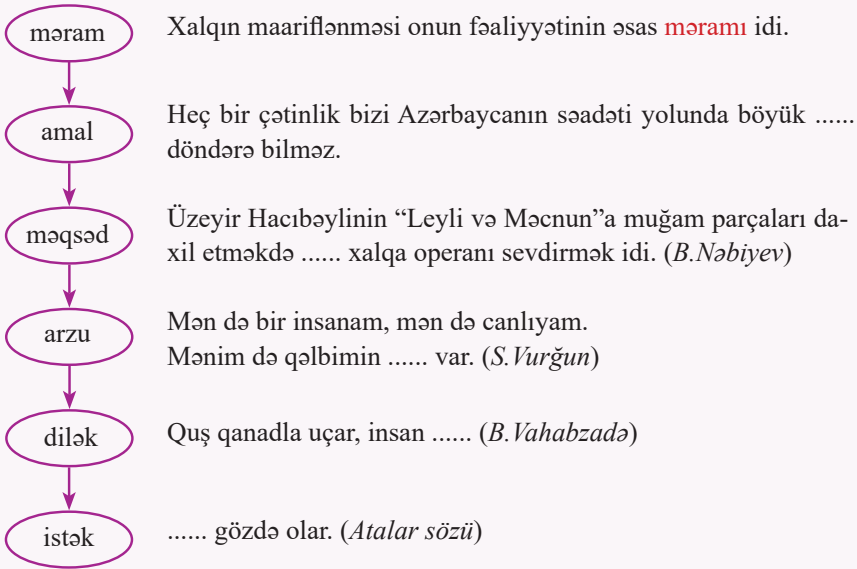 məram
Xalqın maariflənməsi onun fəaliyyətinin əsas məramı idi.
amal
Heç bir çətinlik bizi Azərbaycanın səadəti yolunda böyük ......
döndərə bilməz.
məqsəd
Üzeyir Hacıbəylinin “Leyli və Məcnun”a muğam parçaları da-
xil etməkdə ...... xalqa operanı sevdirmək idi. (B.Nəbiyev)
arzu
Mən də bir insanam, mən də canlıyam.
Mənim də qəlbimin ...... var. (S.Vurğun)
dilək
Quş qanadla uçar, insan ...... (B.Vahabzadə)
istək
...... gözdə olar. (Atalar sözü)